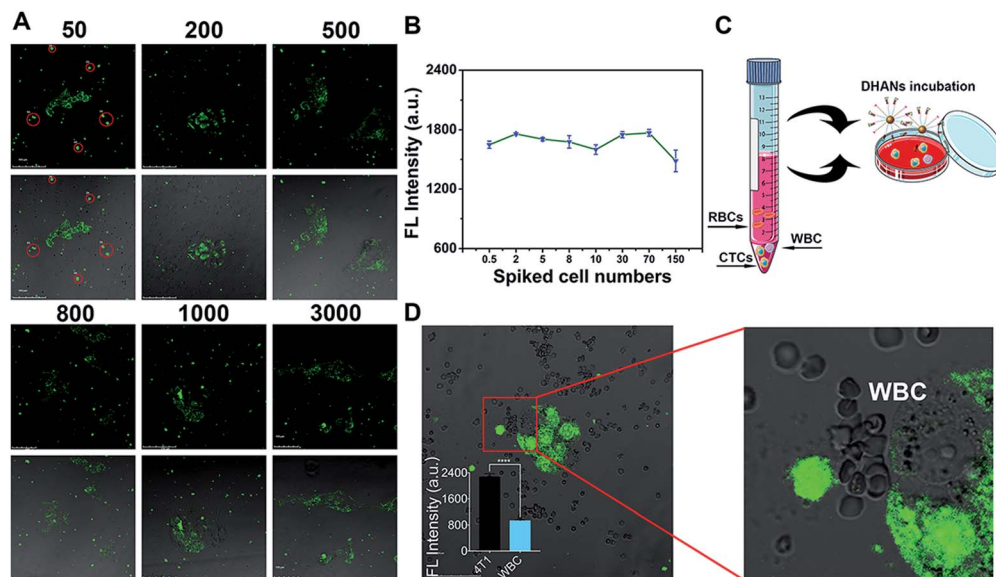 A
50 200 500
800 1000 3000
B
2400
1800
1200
600
FL Intensity (a.u.)
0.5 2 5 8 10 30 70 150
Spiked cell numbers
C
DHANs incubation
RBCs
WBC
CTCs
D
2400
1600
800
0
FL Intensity (a.u.)
****
4T1 WBC
WBC